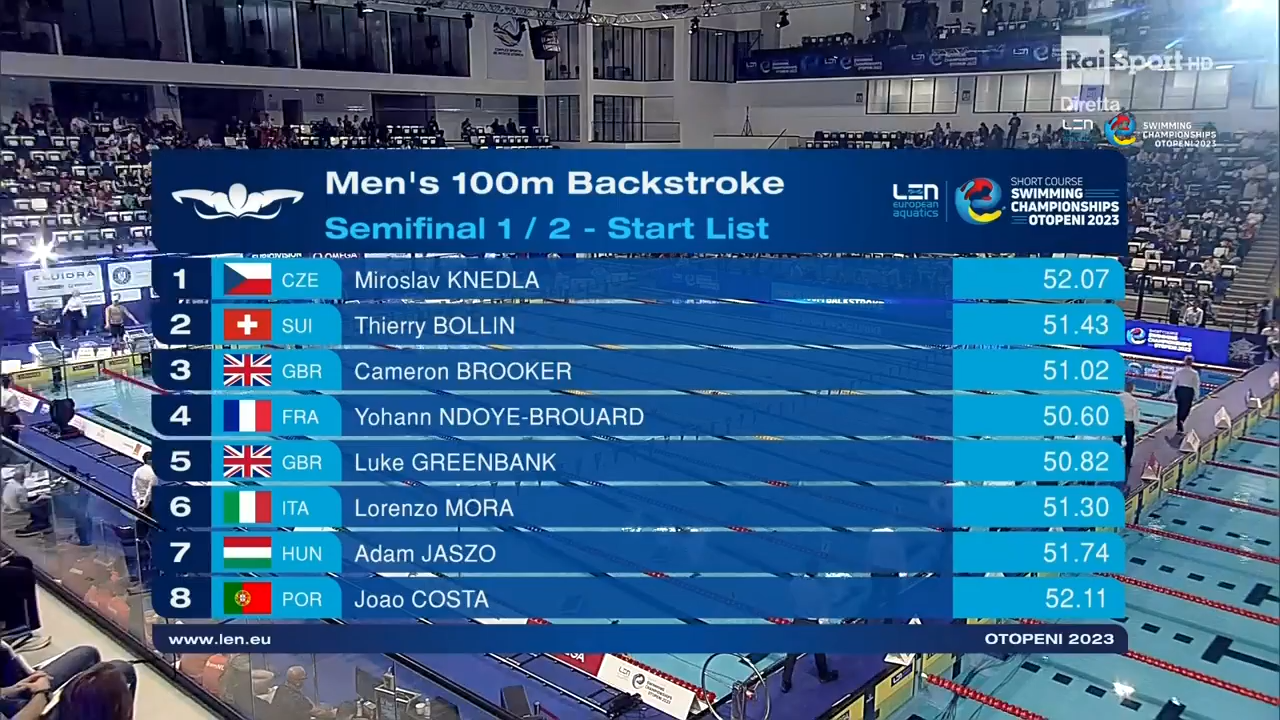 Rai Sport HD
Diretta
LEN
SWIMMING
CHAMPIONSHIPS
OTOPENI 2023
Men's 100m Backstroke
Semifinal 1 / 2 - Start List
LEN
european
aquatics
SHORT COURSE
SWIMMING
CHAMPIONSHIPS
OTOPENI 2023
1 CZE Miroslav KNEDLA 52.07
2 SUI Thierry BOLLIN 51.43
3 GBR Cameron BROOKER 51.02
4 FRA Yohann NDOYE-BROUARD 50.60
5 GBR Luke GREENBANK 50.82
6 ITA Lorenzo MORA 51.30
7 HUN Adam JASZO 51.74
8 POR Joao COSTA 52.11
www.len.eu OTOPENI 2023
FLUIDRA